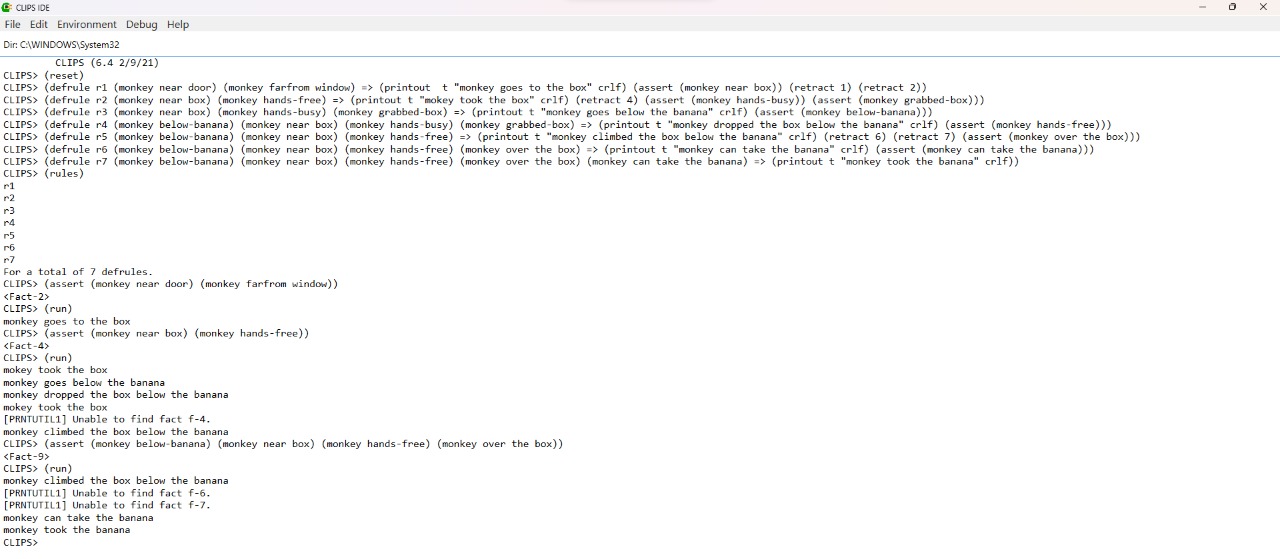 CLIPS IDE
File Edit Environment Debug Help
Dir: C:\WINDOWS\System32
CLIPS (6.4 2/9/21)
CLIPS> (reset)
CLIPS> (defrule r1 (monkey near door) (monkey farfrom window) => (printout  t "monkey goes to the box" crlf) (assert (monkey near box)) (retract 1) (retract 2))
CLIPS> (defrule r2 (monkey near box) (monkey hands-free) => (printout t "mokey took the box" crlf) (retract 4) (assert (monkey hands-busy)) (assert (monkey grabbed-box)))
CLIPS> (defrule r3 (monkey near box) (monkey hands-busy) (monkey grabbed-box) => (printout t "monkey goes below the banana" crlf) (assert (monkey below-banana)))
CLIPS> (defrule r4 (monkey below-banana) (monkey near box) (monkey hands-busy) (monkey grabbed-box) => (printout t "monkey dropped the box below the banana" crlf) (assert (monkey hands-free)))
CLIPS> (defrule r5 (monkey below-banana) (monkey near box) (monkey hands-free) => (printout t "monkey climbed the box below the banana" crlf) (retract 6) (retract 7) (assert (monkey over the box)))
CLIPS> (defrule r6 (monkey below-banana) (monkey near box) (monkey hands-free) (monkey over the box) => (printout t "monkey can take the banana" crlf) (assert (monkey can take the banana)))
CLIPS> (defrule r7 (monkey below-banana) (monkey near box) (monkey hands-free) (monkey over the box) (monkey can take the banana) => (printout t "monkey took the banana" crlf))
CLIPS> (rules)
r1
r2
r3
r4
r5
r6
r7
For a total of 7 defrules.
CLIPS> (assert (monkey near door) (monkey farfrom window))
<Fact-2>
CLIPS> (run)
monkey goes to the box
CLIPS> (assert (monkey near box) (monkey hands-free))
<Fact-4>
CLIPS> (run)
mokey took the box
monkey goes below the banana
monkey dropped the box below the banana
mokey took the box
[PRNTUTIL1] Unable to find fact f-4.
monkey climbed the box below the banana
CLIPS> (assert (monkey below-banana) (monkey near box) (monkey hands-free) (monkey over the box))
<Fact-9>
CLIPS> (run)
monkey climbed the box below the banana
[PRNTUTIL1] Unable to find fact f-6.
[PRNTUTIL1] Unable to find fact f-7.
monkey can take the banana
monkey took the banana
CLIPS>